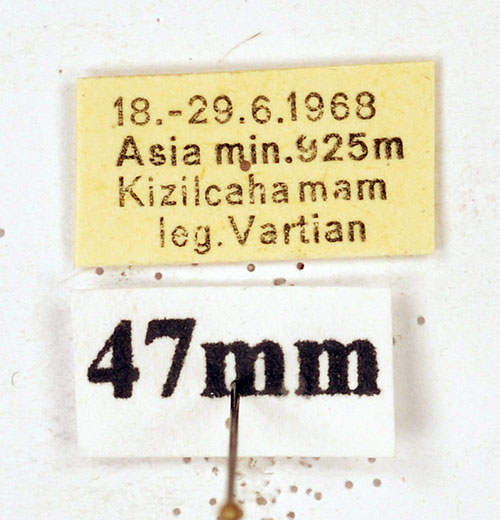 18.-29.6.1968
Asia min.925m
Kizilcahamam
leg.Vartian
47mm